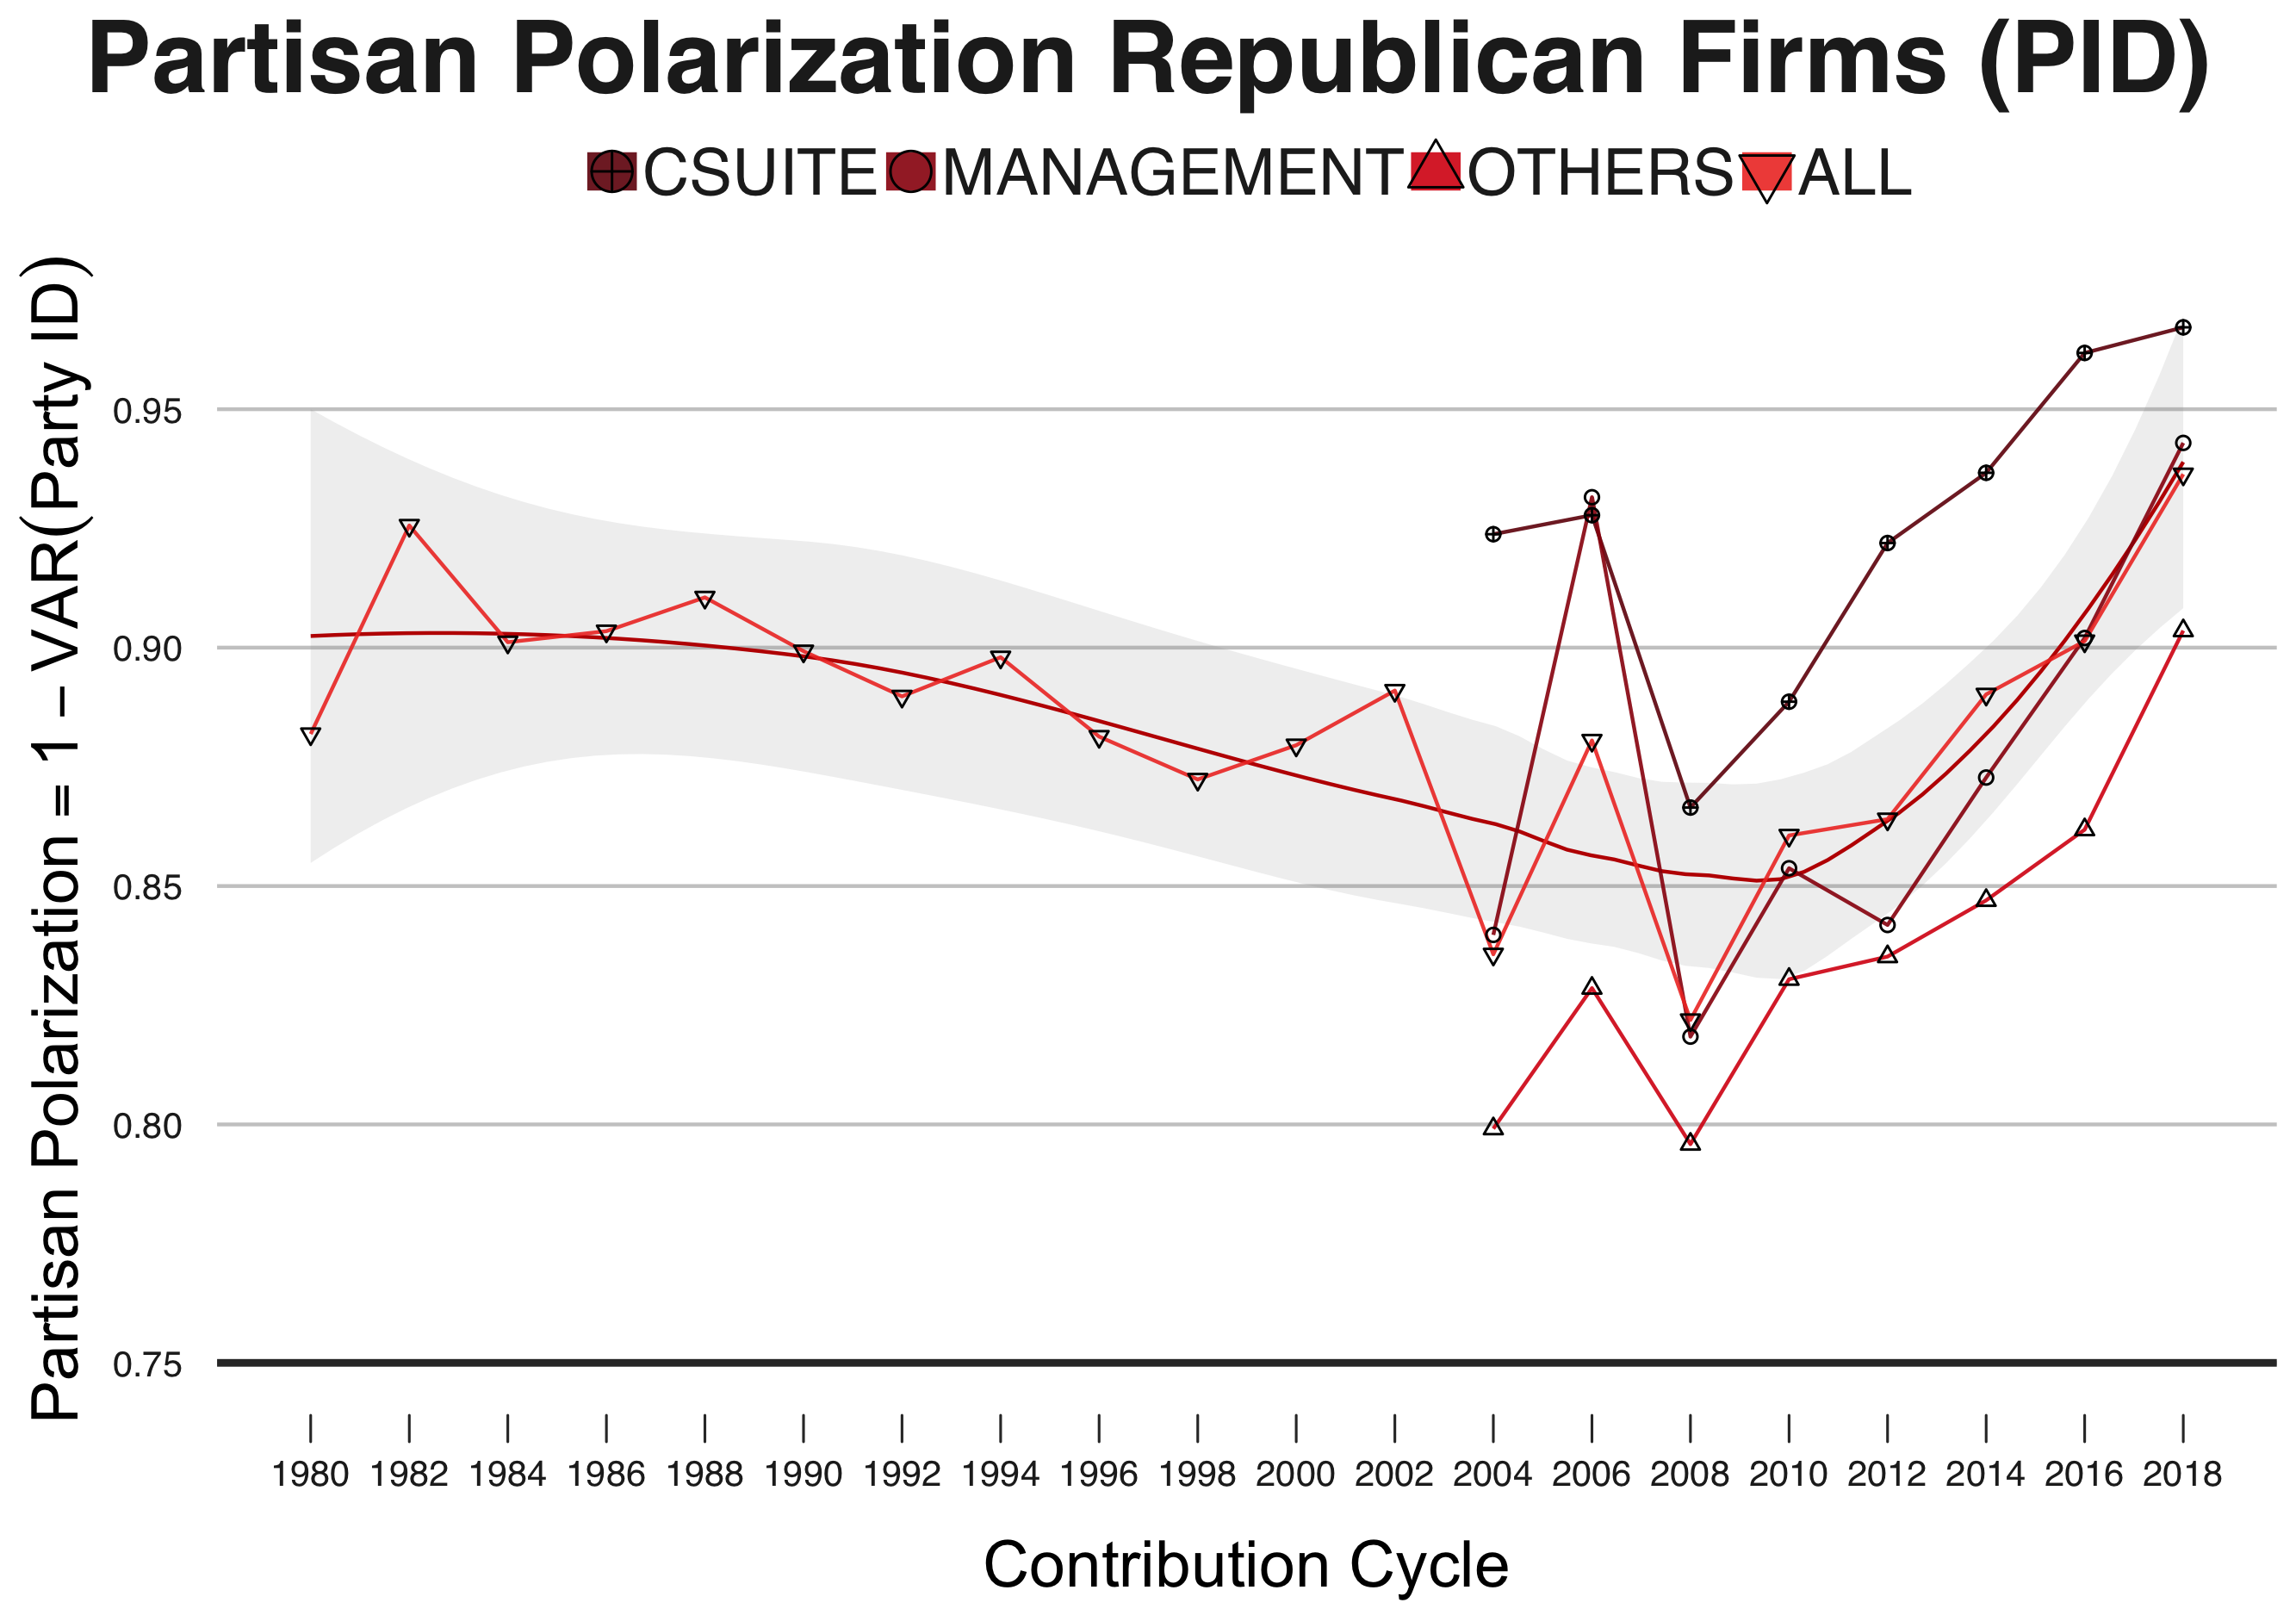 Partisan Polarization Republican Firms (PID)
CSUITE MANAGEMENT OTHERS ALL
Partisan Polarization = 1 − VAR(Party ID)
0.95
0.90
0.85
0.80
0.75
1980 1982 1984 1986 1988 1990 1992 1994 1996 1998 2000 2002 2004 2006 2008 2010 2012 2014 2016 2018
Contribution Cycle